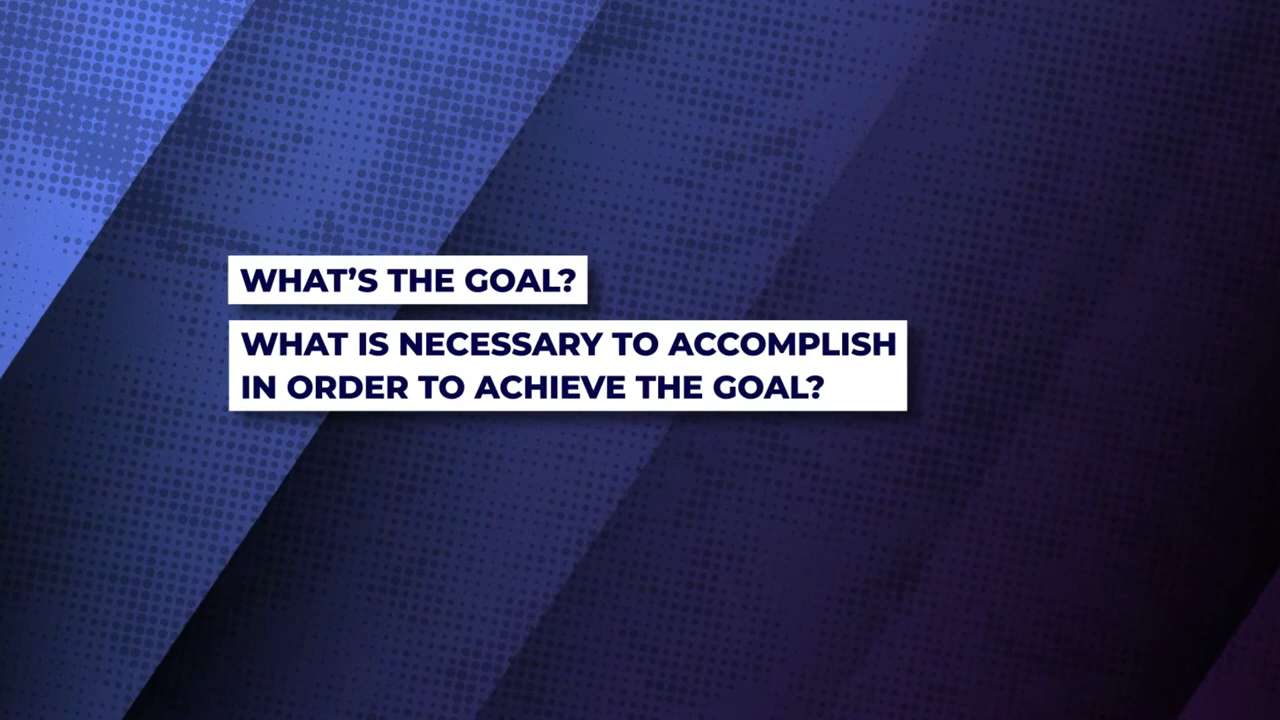 WHAT’S THE GOAL?
WHAT IS NECESSARY TO ACCOMPLISH
IN ORDER TO ACHIEVE THE GOAL?